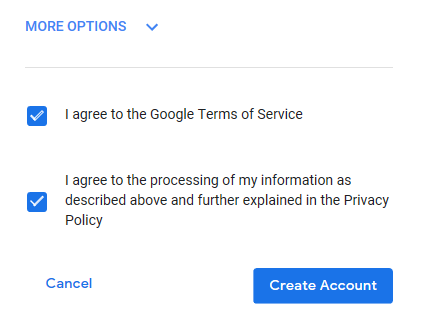 MORE OPTIONS
I agree to the Google Terms of Service
I agree to the processing of my information as
described above and further explained in the Privacy
Policy
Cancel
Create Account